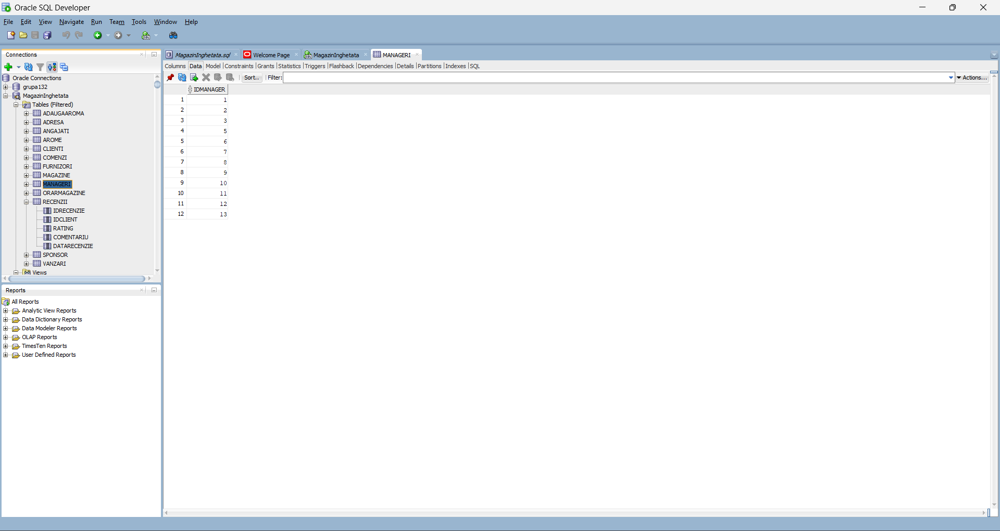 Oracle SQL Developer
File Edit View Navigate Run Team Tools Window Help
Connections
Oracle Connections
grupa132
MagazinInghetata
Tables (Filtered)
ADAUGAAROMA
ADRESA
ANGAJATI
AROME
CLIENTI
COMENZI
FURNIZORI
MAGAZINE
MANAGERI
ORARMAGAZINE
RECENZII
IDRECENZIE
IDCLIENT
RATING
COMENTARIU
DATARECENZIE
SPONSOR
VANZARI
Views
Reports
All Reports
Analytic View Reports
Data Dictionary Reports
Data Modeler Reports
OLAP Reports
TimesTen Reports
User Defined Reports
MagazinInghetata.sql Welcome Page MagazinInghetata MANAGERI
Columns Data Model Constraints Grants Statistics Triggers Flashback Dependencies Details Partitions Indexes SQL
Sort.. Filter: Actions...
IDMANAGER
1 1
2 2
3 3
4 5
5 6
6 7
7 8
8 9
9 10
10 11
11 12
12 13